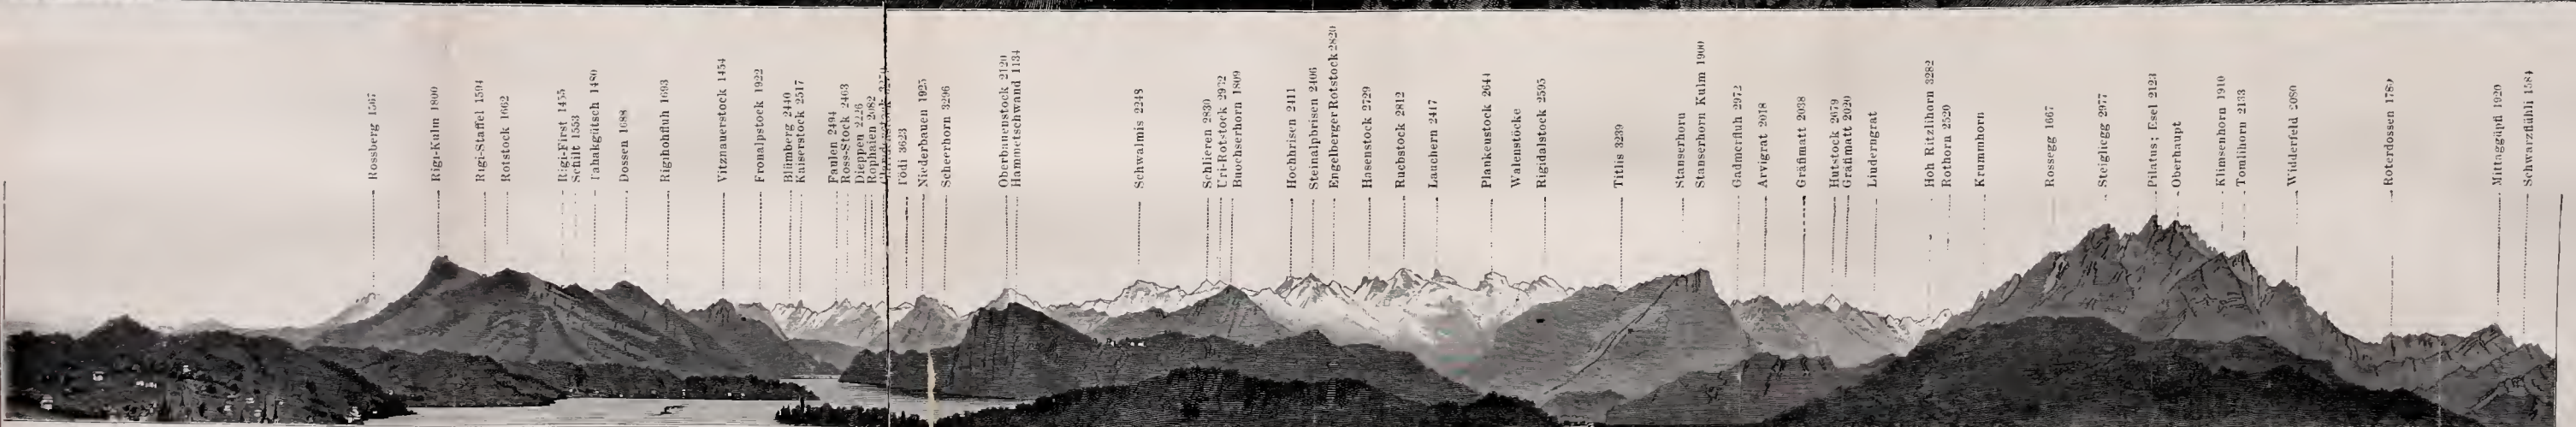 Rossberg 1567
Rigi-Kulm 1800
Rigi-Staffel 1594
Rotstock 1662
Rigi-First 1455
Schilt 1553
Dossen 1688
Rigihohfluh 1693
Vitznauerstock 1454
Fronalpstock 1922
Blümberg 2440
Kaiserstock 2517
Faulen 2494
Ross-Stock 2463
Dieppen 2226
Rophaien 2082
Tödi 3623
Niederbauen 1925
Scheerhorn 3296
Oberbauenstock 2120
Hammetschwand 1134
Schwalmis 2248
Schlieren 2830
Uri-Rotstock 2932
Buochserhorn 1809
Hochbrisen 2411
Steinalpbrisen 2406
Engelberger Rotstock 2820
Hasenstock 2729
Ruchstock 2812
Lauchern 2417
Plankenstock 2644
Walenstöcke
Rigidalstock 2595
Titlis 3239
Stanserhorn
Stanserhorn Kulm 1900
Gadmerfluh 2972
Arvigrat 2018
Gräfimatt 2038
Hutstock 2679
Gräfimatt 2020
Linderngrat
Hoh Ritzlihorn 3282
Rothorn 2520
Krummhorn
Rossegg 1667
Steigliegg 2977
Pilatus; Esel 2123
Oberhaupt
Klimsenhorn 1910
Tomlihorn 2133
Widderfeld 2080
Roterdossen
Mittaggüpfi 1920
Schwarzflühli 1584